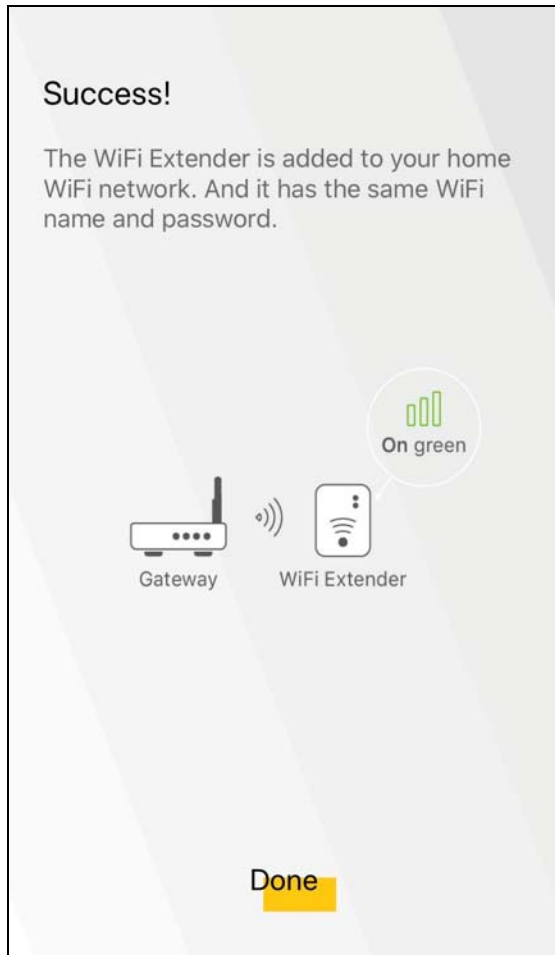 Success!
The WiFi Extender is added to your home
WiFi network. And it has the same WiFi
name and password.
On green
Gateway
WiFi Extender
Done